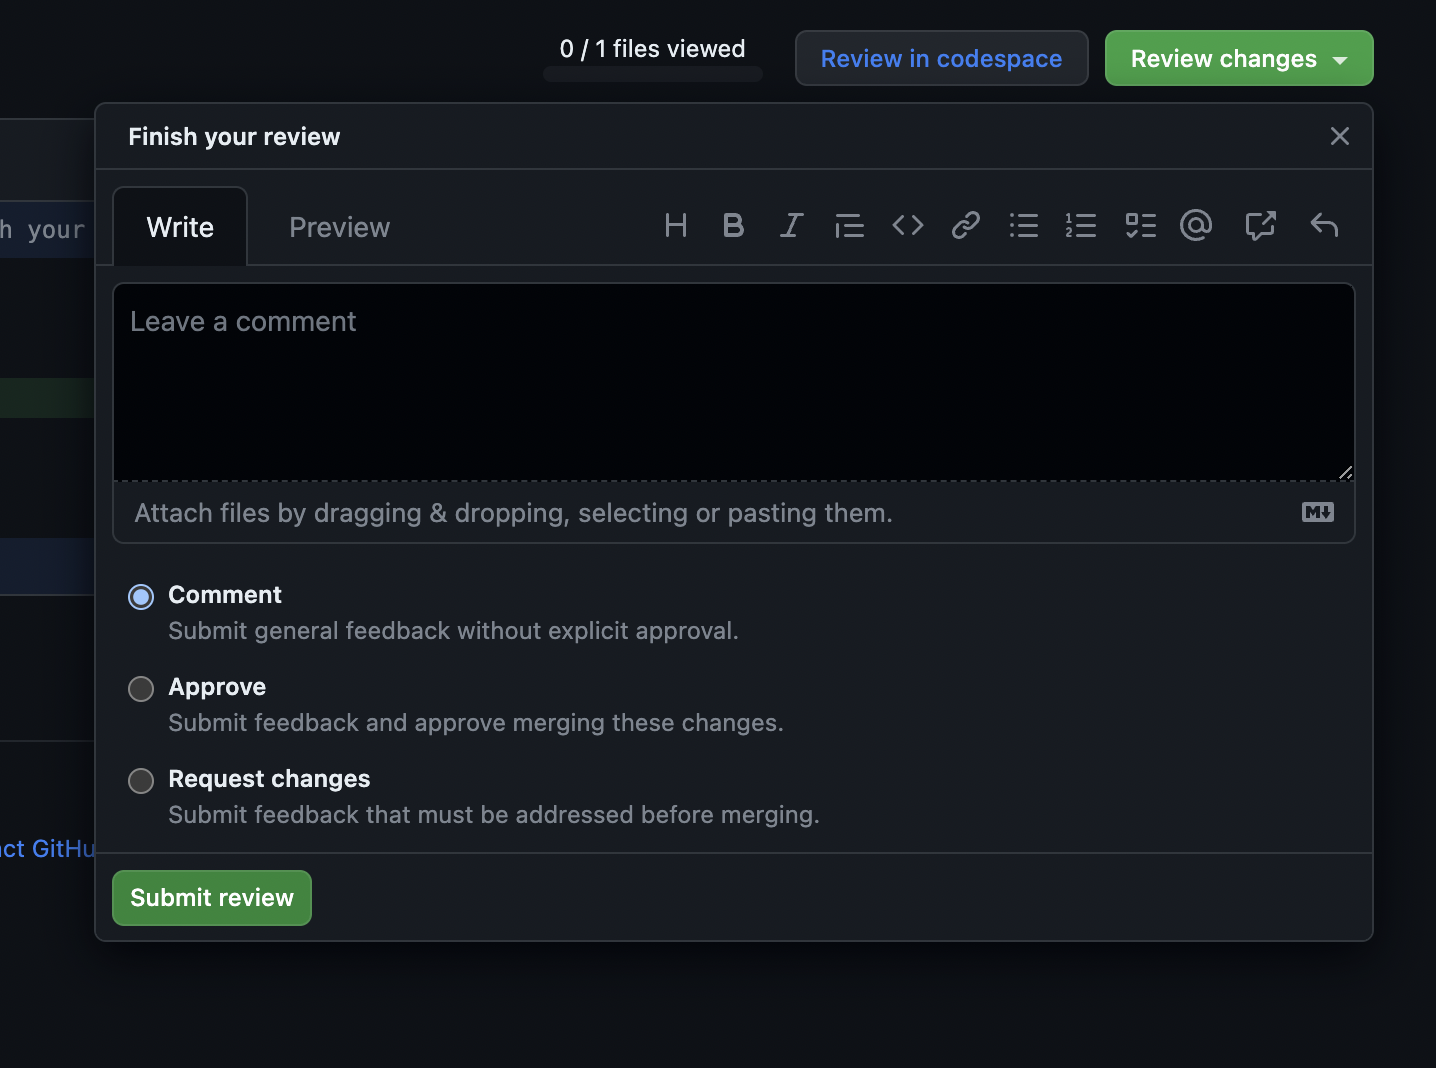 0 / 1 files viewed
Review in codespace
Review changes
Finish your review
Write
Preview
h your
Leave a comment
Attach files by dragging & dropping, selecting or pasting them.
Comment
Submit general feedback without explicit approval.
Approve
Submit feedback and approve merging these changes.
Request changes
Submit feedback that must be addressed before merging.
ct GitHu
Submit review